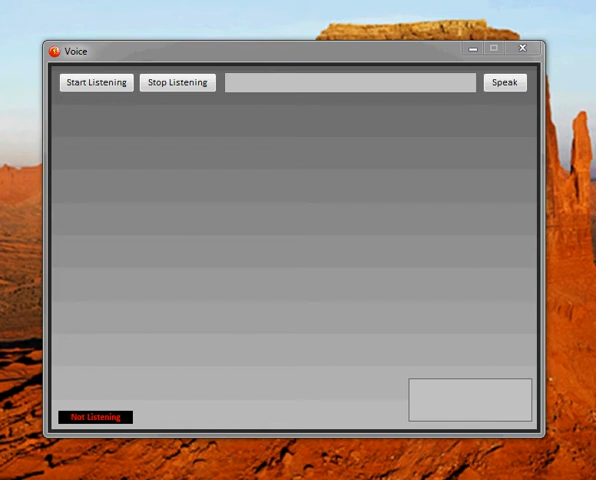 Voice
Start Listening
Stop Listening
Speak
Not Listening